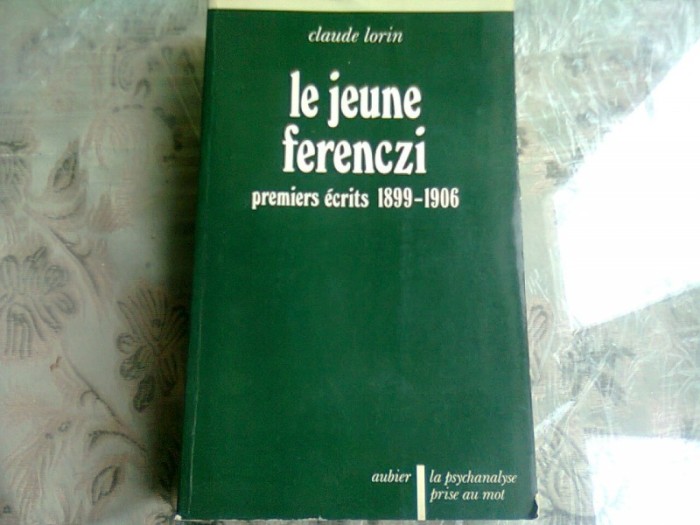 claude lorin
le jeune
ferenczi
premiers écrits 1899-1906
aubier
la psychanalyse
prise au mot